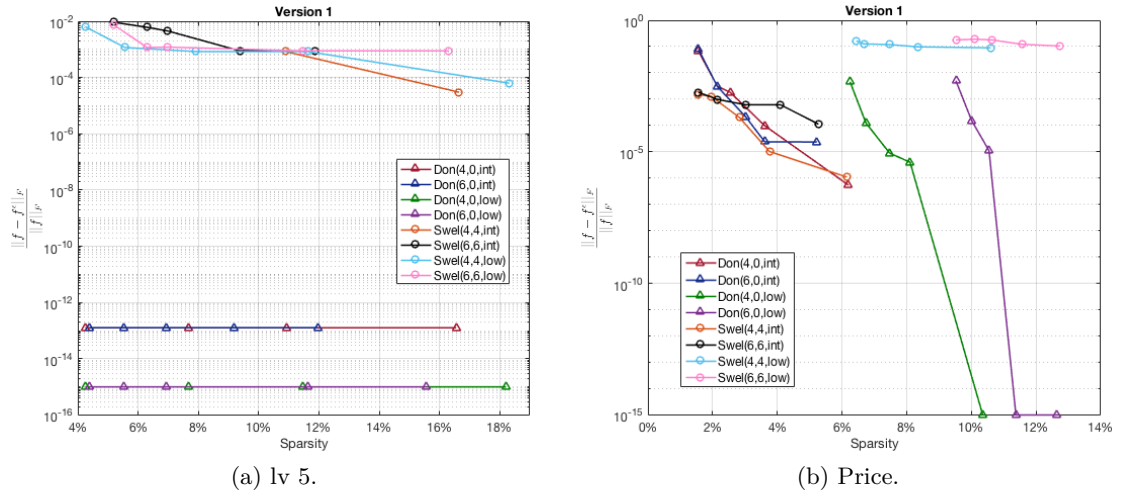 Version 1
10^-2
10^-4
10^-6
10^-8
10^-10
10^-12
10^-14
10^-16
||f − f^ε||_F
||f||_F
Don(4,0,int)
Don(6,0,int)
Don(4,0,low)
Don(6,0,low)
Swel(4,4,int)
Swel(6,6,int)
Swel(4,4,low)
Swel(6,6,low)
4% 6% 8% 10% 12% 14% 16% 18%
Sparsity
(a) lv 5.
Version 1
10^0
10^-5
10^-10
10^-15
||f − f^ε||_F
||f||_F
Don(4,0,int)
Don(6,0,int)
Don(4,0,low)
Don(6,0,low)
Swel(4,4,int)
Swel(6,6,int)
Swel(4,4,low)
Swel(6,6,low)
0% 2% 4% 6% 8% 10% 12% 14%
Sparsity
(b) Price.